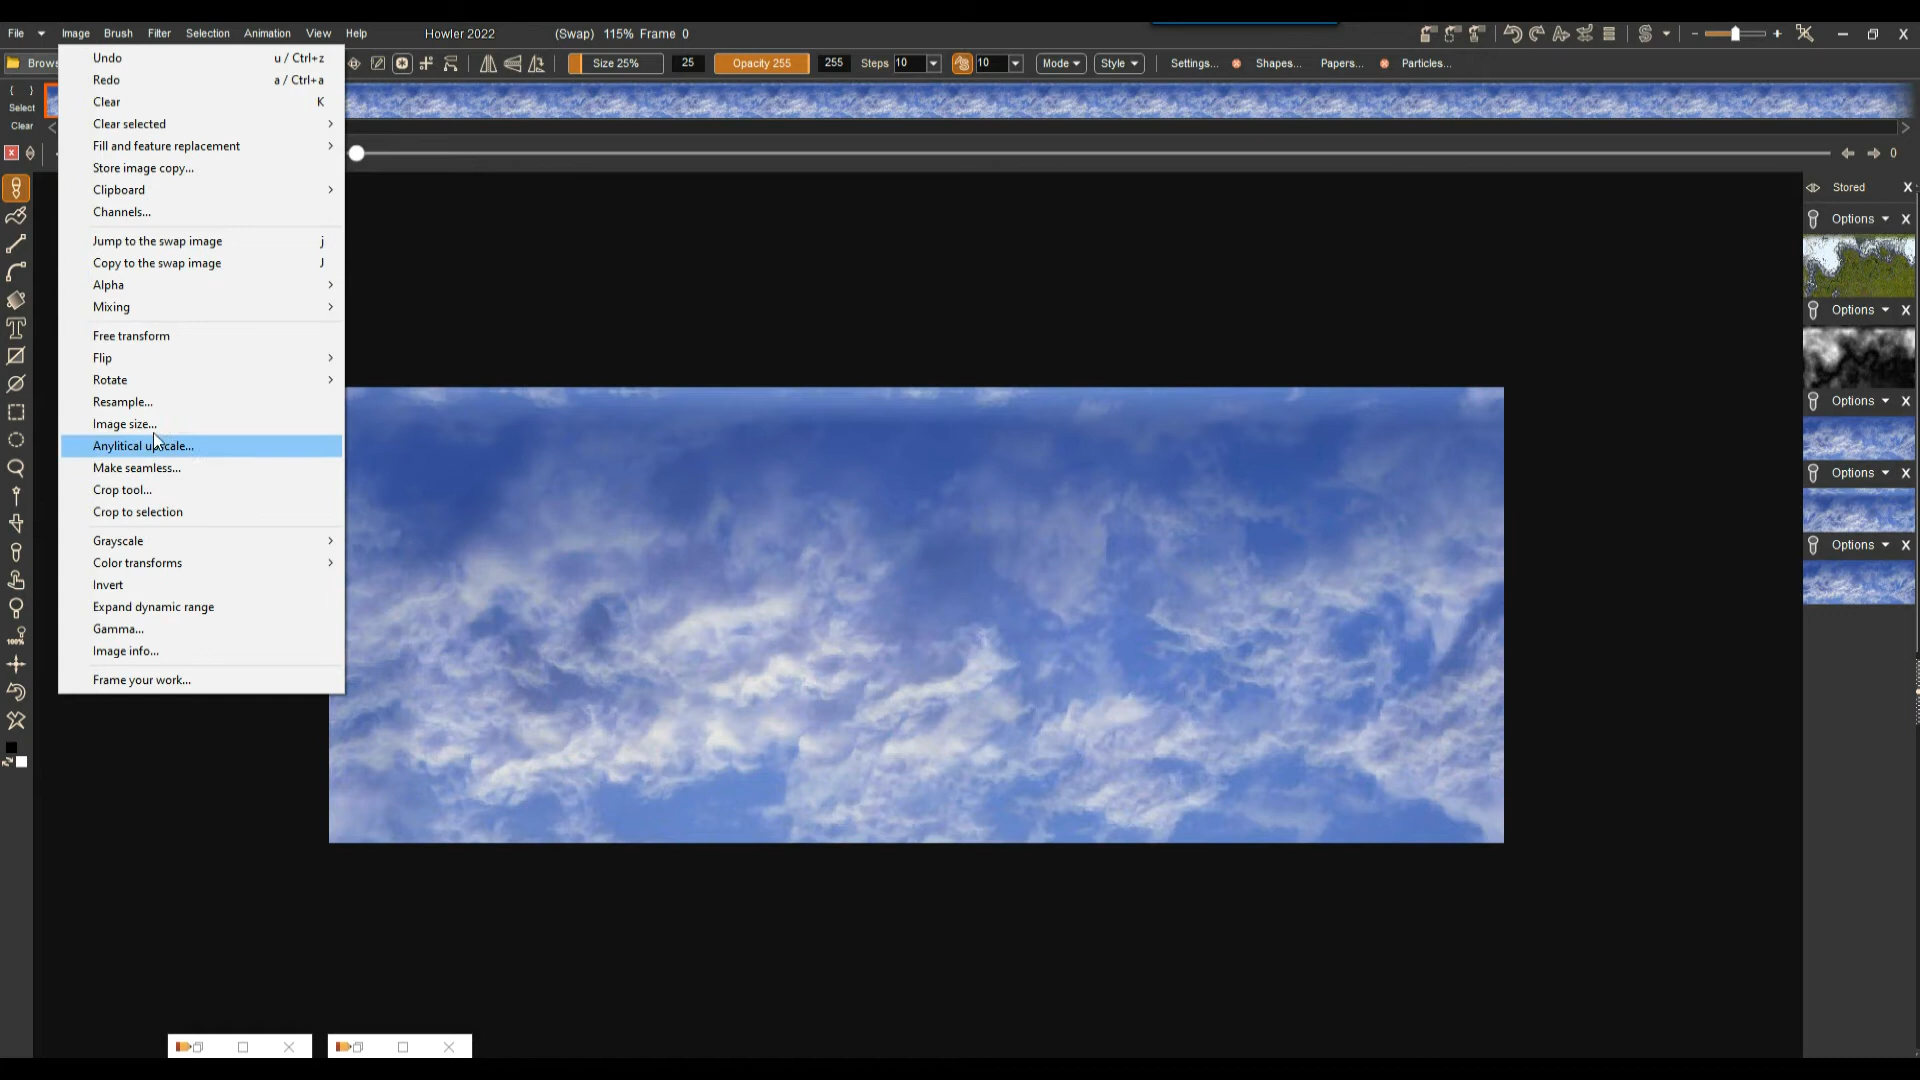 File Image Brush Filter Selection Animation View Help Howler 2022 (Swap) 115% Frame 0
Brows Size 25% 25 Opacity 255 255 Steps 10 10 Mode Style Settings... Shapes... Papers... Particles...
Select
Clear
0
Undo u / Ctrl+z
Redo a / Ctrl+a
Clear K
Clear selected
Fill and feature replacement
Store image copy...
Clipboard
Channels...
Jump to the swap image j
Copy to the swap image J
Alpha
Mixing
Free transform
Flip
Rotate
Resample...
Image size...
Anylitical upscale...
Make seamless...
Crop tool...
Crop to selection
Grayscale
Color transforms
Invert
Expand dynamic range
Gamma...
Image info...
Frame your work...
100%
Stored X
Options X
Options X
Options X
Options X
Options X